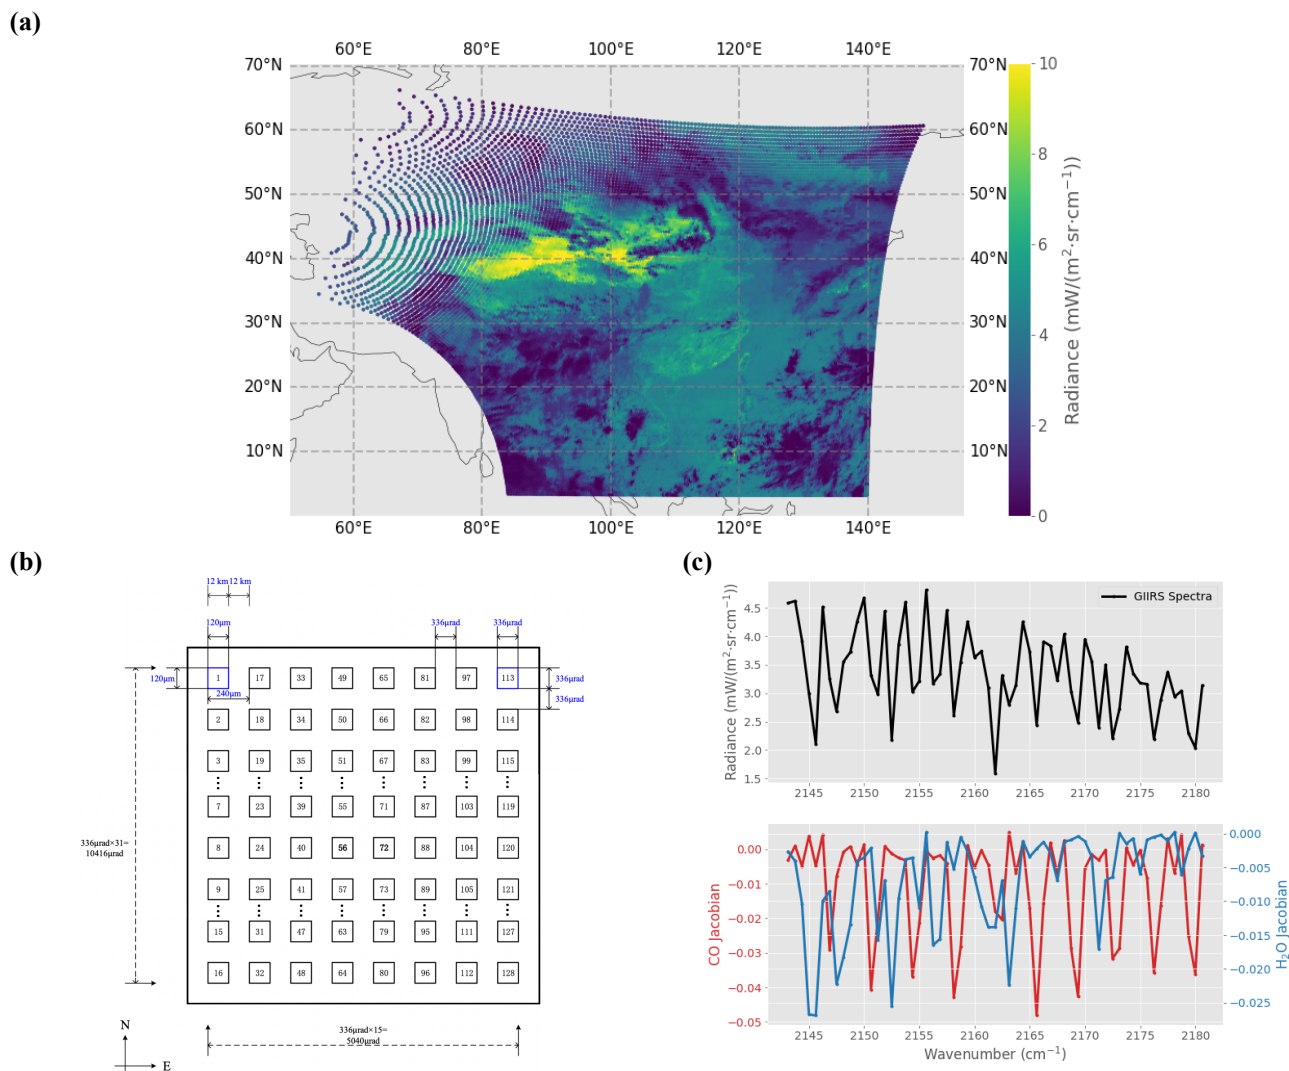 (a)
60°E 80°E 100°E 120°E 140°E
70°N 70°N 10
60°N 60°N
8
50°N 50°N
6
40°N 40°N
30°N 30°N
4
20°N 20°N
2
10°N 10°N
0
60°E 80°E 100°E 120°E 140°E
Radiance (mW/(m²·sr·cm⁻¹))
(b)
12 km 12 km
120μm 336μrad 336μrad
120μm 1 17 33 49 65 81 97 113 336μrad
240μm 336μrad
2 18 34 50 66 82 98 114
3 19 35 51 67 83 99 115
7 23 39 55 71 87 103 119
336μrad×31=
10416μrad
8 24 40 56 72 88 104 120
9 25 41 57 73 89 105 121
15 31 47 63 79 95 111 127
16 32 48 64 80 96 112 128
336μrad×15=
5040μrad
N
E
(c)
GIIRS Spectra
4.5
4.0
3.5
3.0
2.5
2.0
1.5
Radiance (mW/(m²·sr·cm⁻¹))
2145 2150 2155 2160 2165 2170 2175 2180
0.00
−0.01
−0.02
−0.03
−0.04
−0.05
CO Jacobian
0.000
−0.005
−0.010
−0.015
−0.020
−0.025
H₂O Jacobian
2145 2150 2155 2160 2165 2170 2175 2180
Wavenumber (cm⁻¹)